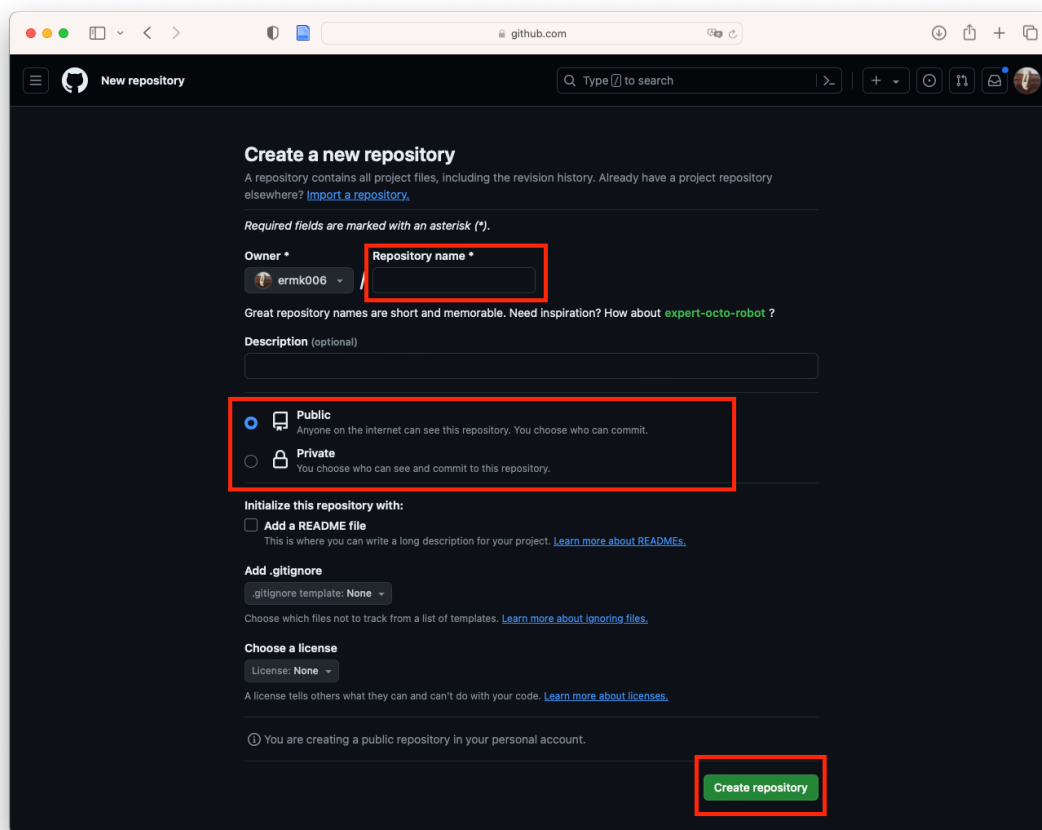 github.com
New repository
Type / to search
Create a new repository
A repository contains all project files, including the revision history. Already have a project repository
elsewhere? Import a repository.
Required fields are marked with an asterisk (*).
Owner * Repository name *
ermk006 /
Great repository names are short and memorable. Need inspiration? How about expert-octo-robot ?
Description (optional)
Public
Anyone on the internet can see this repository. You choose who can commit.
Private
You choose who can see and commit to this repository.
Initialize this repository with:
Add a README file
This is where you can write a long description for your project. Learn more about READMEs.
Add .gitignore
.gitignore template: None
Choose which files not to track from a list of templates. Learn more about ignoring files.
Choose a license
License: None
A license tells others what they can and can't do with your code. Learn more about licenses.
You are creating a public repository in your personal account.
Create repository